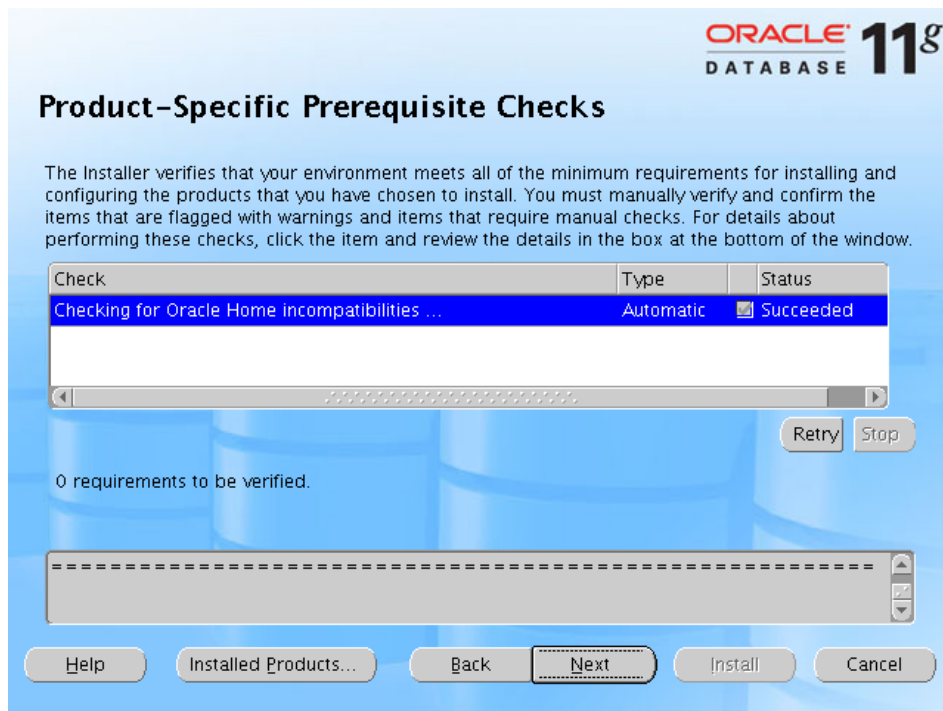 ORACLE 11g
DATABASE
Product-Specific Prerequisite Checks
The Installer verifies that your environment meets all of the minimum requirements for installing and
configuring the products that you have chosen to install. You must manually verify and confirm the
items that are flagged with warnings and items that require manual checks. For details about
performing these checks, click the item and review the details in the box at the bottom of the window.
Check Type Status
Checking for Oracle Home incompatibilities ... Automatic Succeeded
Retry Stop
0 requirements to be verified.
========================================================
Help Installed Products... Back Next Install Cancel